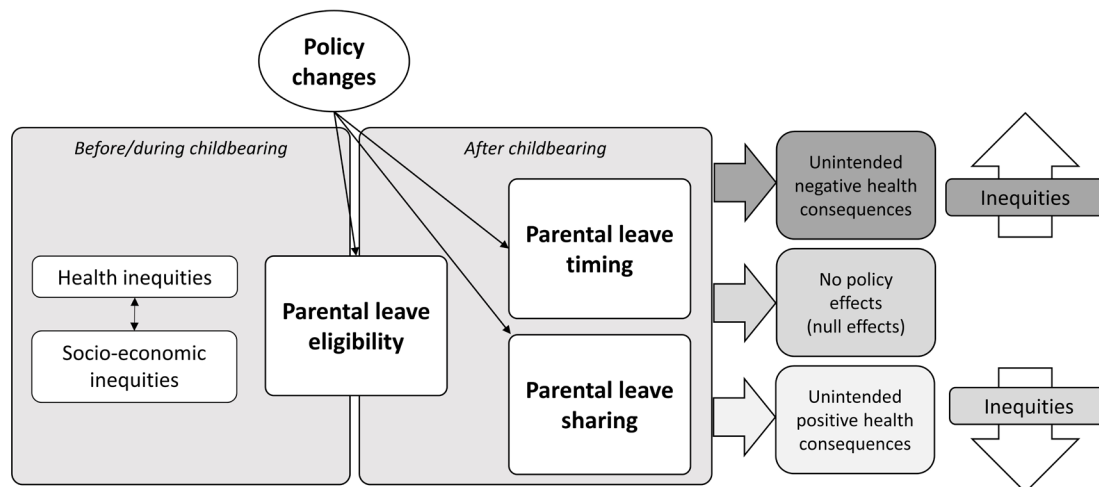 Policy
changes
Before/during childbearing
After childbearing
Health inequities
Socio-economic
inequities
Parental leave
eligibility
Parental leave
timing
Parental leave
sharing
Unintended
negative health
consequences
No policy
effects
(null effects)
Unintended
positive health
consequences
Inequities
Inequities